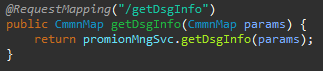 @RequestMapping("/getDsgInfo")
public CmmnMap getDsgInfo(CmmnMap params) {
    return promionMngSvc.getDsgInfo(params);
}